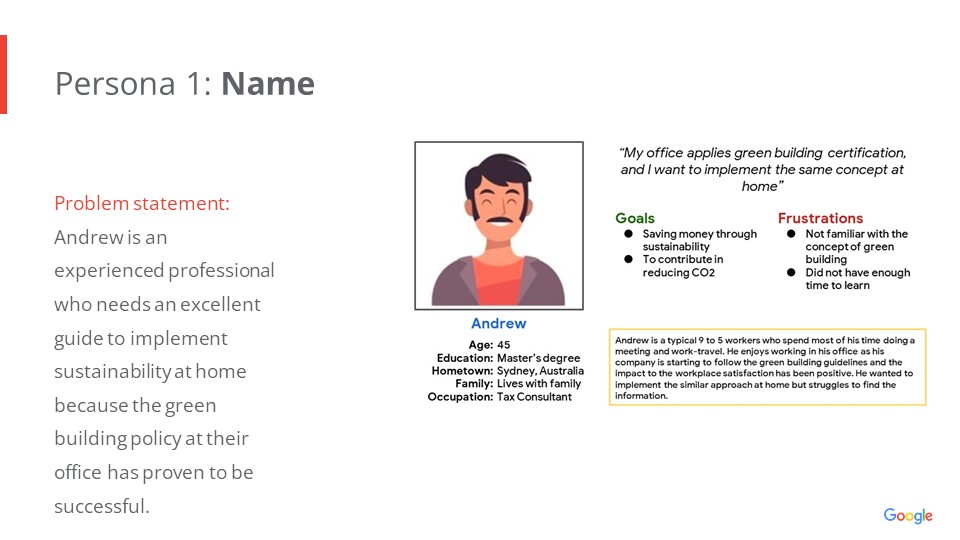 Persona 1: Name
Problem statement:
Andrew is an
experienced professional
who needs an excellent
guide to implement
sustainability at home
because the green
building policy at their
office has proven to be
successful.
Andrew
Age: 45
Education: Master's degree
Hometown: Sydney, Australia
Family: Lives with family
Occupation: Tax Consultant
“My office applies green building certification,
and I want to implement the same concept at
home”
Goals
● Saving money through
sustainability
● To contribute in
reducing CO2
Frustrations
● Not familiar with the
concept of green
building
● Did not have enough
time to learn
Andrew is a typical 9 to 5 workers who spend most of his time doing a
meeting and work-travel. He enjoys working in his office as his
company is starting to follow the green building guidelines and the
impact to the workplace satisfaction has been positive. He wanted to
implement the similar approach at home but struggles to find the
information.
Google